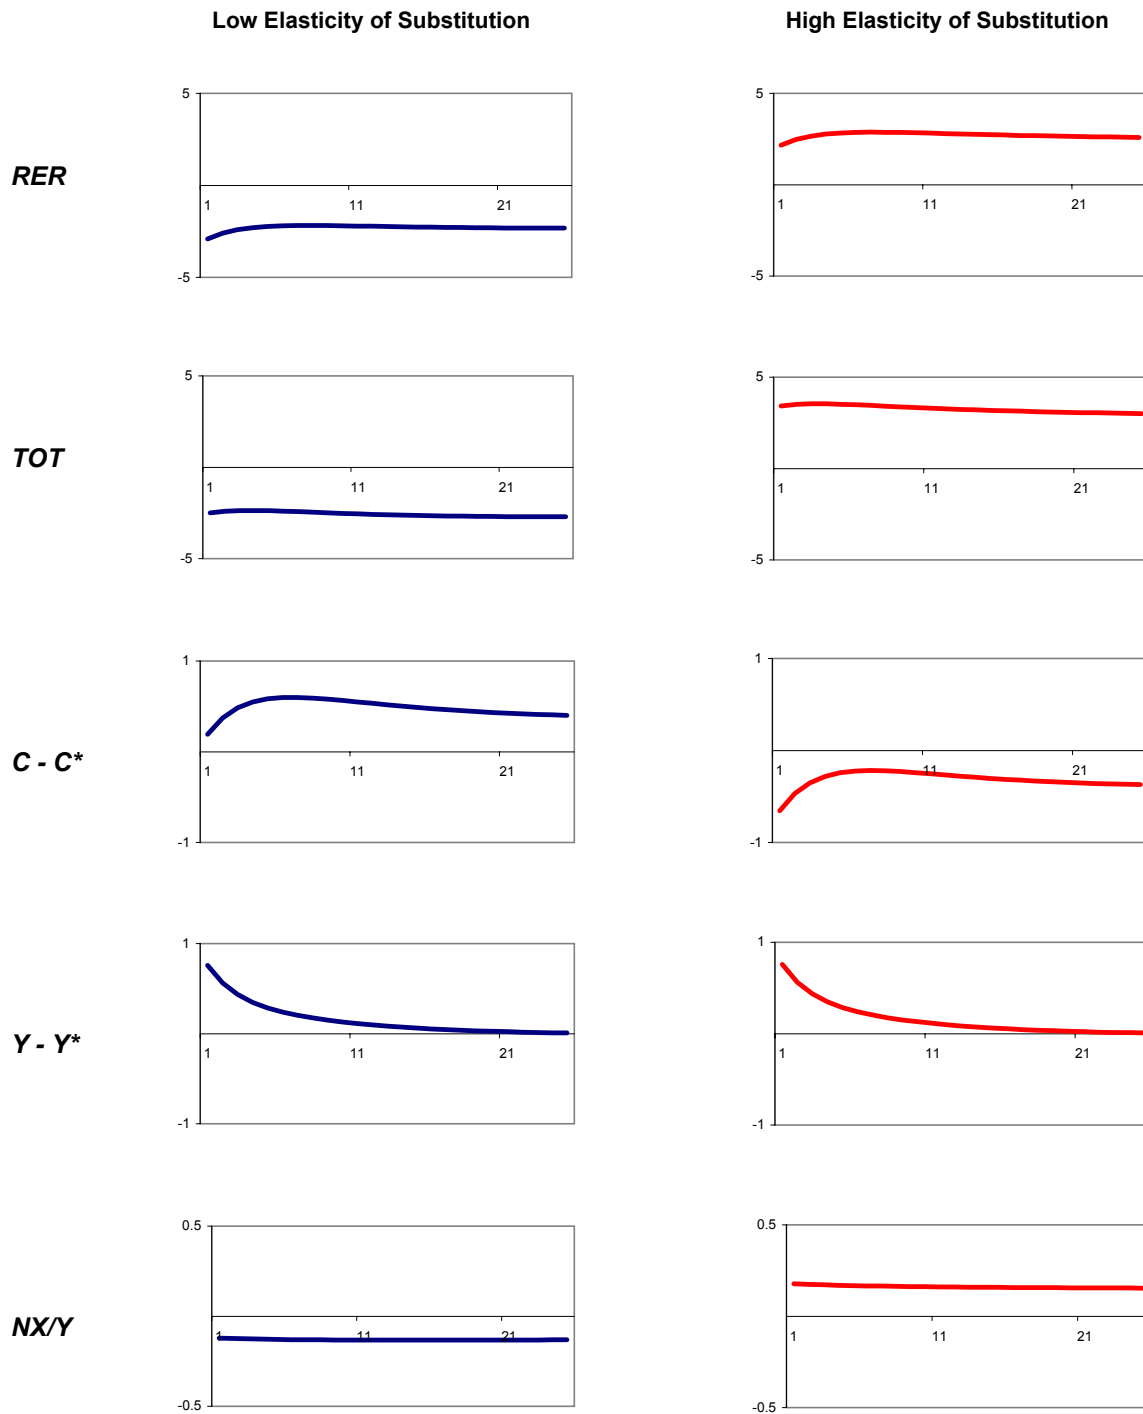 Low Elasticity of Substitution High Elasticity of Substitution
5 5
RER
1 11 21 1 11 21
-5 -5
5 5
TOT
1 11 21 1 11 21
-5 -5
1 1
C - C*
1 11 21 1 11 21
-1 -1
1 1
Y - Y*
1 11 21 1 11 21
-1 -1
0.5 0.5
NX/Y
1 11 21 1 11 21
-0.5 -0.5